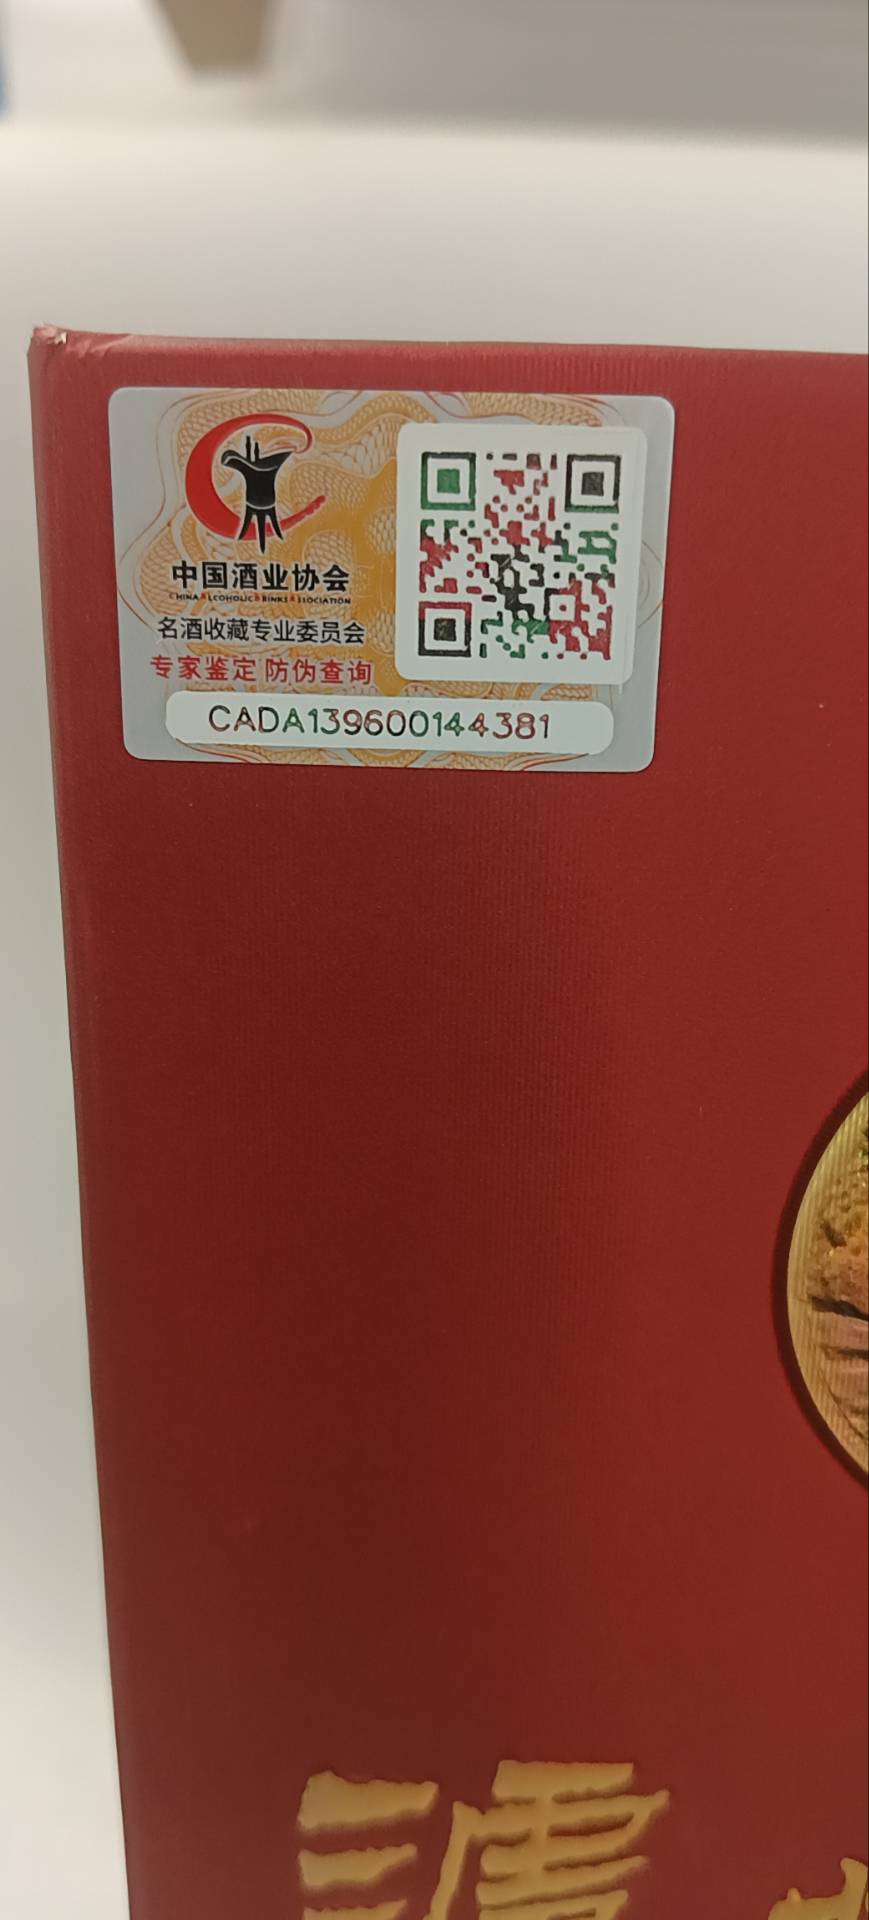 中国酒业协会
CHINA ALCOHOLIC DRINKS ASSOCIATION
名酒收藏专业委员会
专家鉴定 防伪查询
CADA139600144381